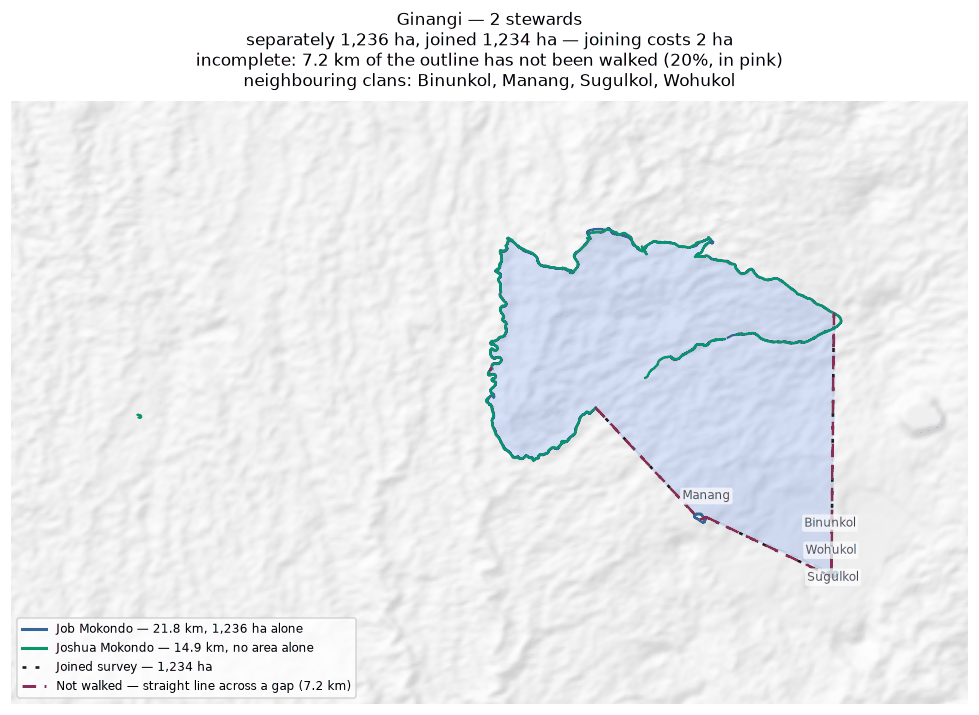 Ginangi — 2 stewards
separately 1,236 ha, joined 1,234 ha — joining costs 2 ha
incomplete: 7.2 km of the outline has not been walked (20%, in pink)
neighbouring clans: Binunkol, Manang, Sugulkol, Wohukol
Manang
Binunkol
Wohukol
Sugulkol
Job Mokondo — 21.8 km, 1,236 ha alone
Joshua Mokondo — 14.9 km, no area alone
Joined survey — 1,234 ha
Not walked — straight line across a gap (7.2 km)